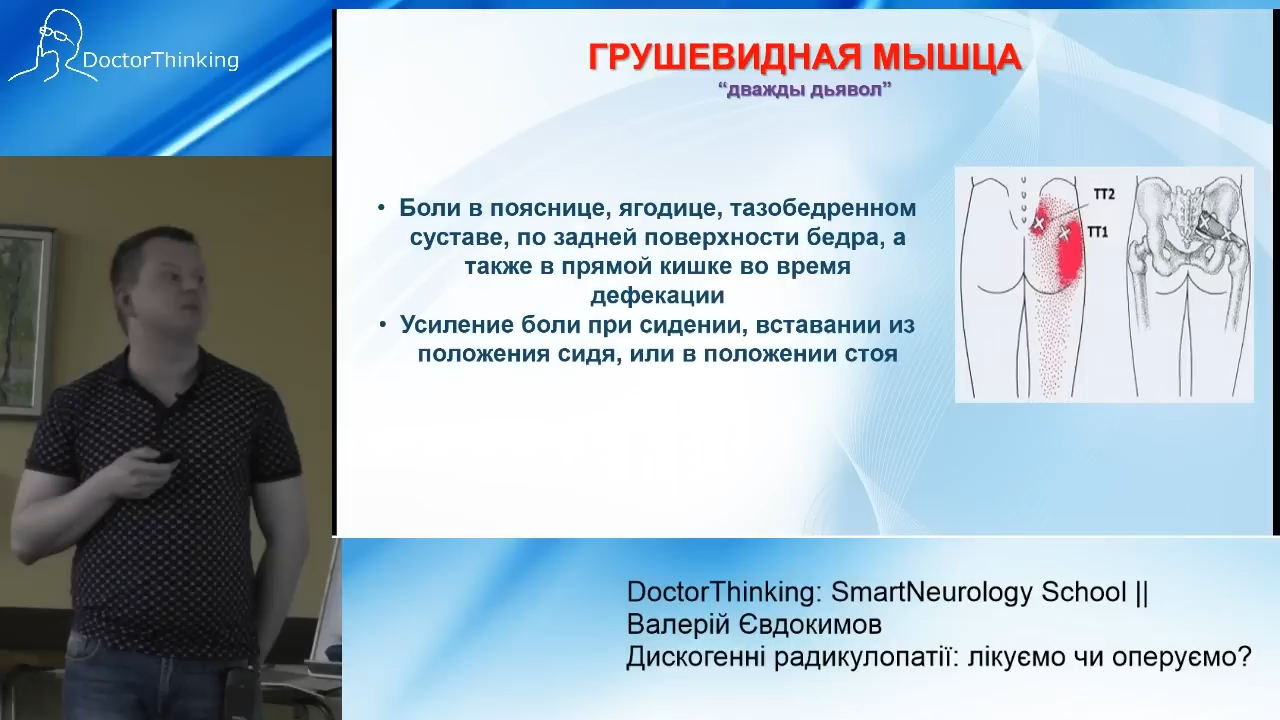 DoctorThinking
ГРУШЕВИДНАЯ МЫШЦА
“дважды дьявол”
• Боли в пояснице, ягодице, тазобедренном
суставе, по задней поверхности бедра, а
также в прямой кишке во время
дефекации
• Усиление боли при сидении, вставании из
положения сидя, или в положении стоя
ТТ2
ТТ1
DoctorThinking: SmartNeurology School ||
Валерій Євдокимов
Дискогенні радикулопатії: лікуємо чи оперуємо?